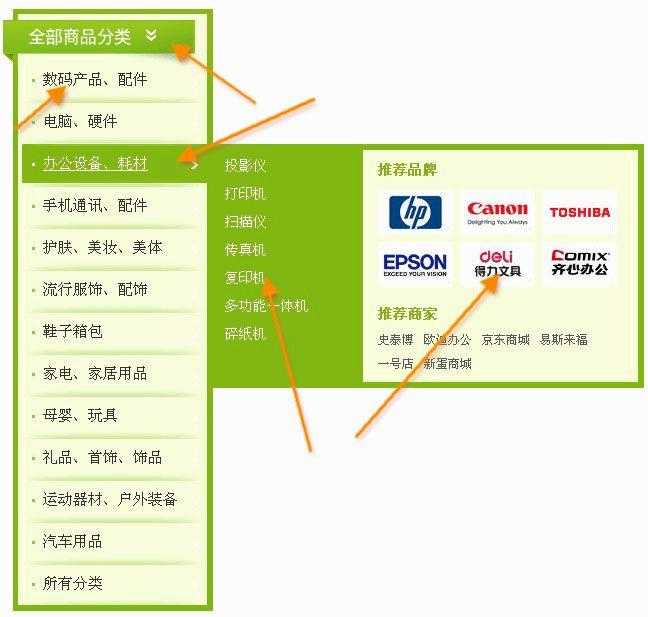 全部商品分类
数码产品、配件
电脑、硬件
办公设备、耗材
手机通讯、配件
护肤、美妆、美体
流行服饰、配饰
鞋子箱包
家电、家居用品
母婴、玩具
礼品、首饰、饰品
运动器材、户外装备
汽车用品
所有分类
投影仪
打印机
扫描仪
传真机
复印机
多功能一体机
碎纸机
推荐品牌
hp
Canon
Delighting You Always
TOSHIBA
EPSON
EXCEED YOUR VISION
deli
得力文具
COMIX
齐心办公
推荐商家
史泰博 欧迪办公 京东商城 易斯来福
一号店 新蛋商城